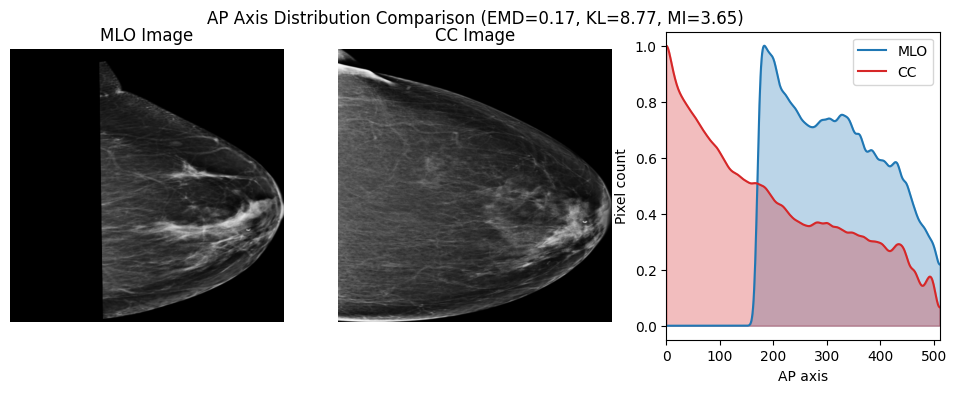 AP Axis Distribution Comparison (EMD=0.17, KL=8.77, MI=3.65)
MLO Image
CC Image
MLO
CC
Pixel count
1.0
0.8
0.6
0.4
0.2
0.0
0
100
200
300
400
500
AP axis